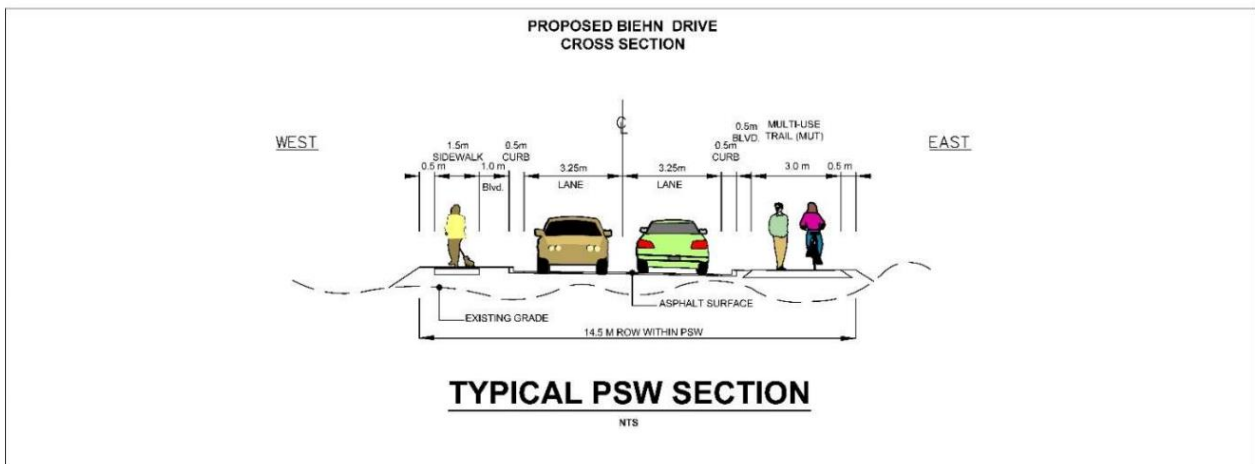 PROPOSED BIEHN DRIVE
CROSS SECTION
WEST
EAST
0.5 m
1.5m
SIDEWALK
1.0 m
Blvd.
0.5m
CURB
3.25m
LANE
℄
3.25m
LANE
0.5m
CURB
0.5m
BLVD.
MULTI-USE
TRAIL (MUT)
3.0 m
0.5 m
ASPHALT SURFACE
EXISTING GRADE
14.5 M ROW WITHIN PSW
TYPICAL PSW SECTION
NTS